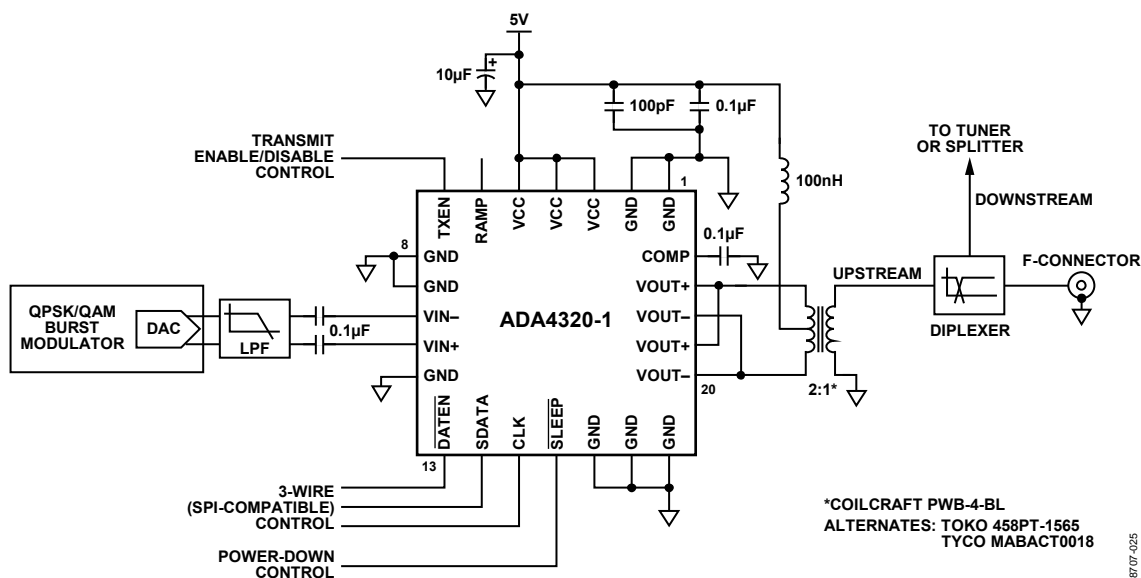 5V
10µF
+
100pF
0.1µF
TRANSMIT
ENABLE/DISABLE
CONTROL
100nH
TO TUNER
OR SPLITTER
DOWNSTREAM
1
TXEN
RAMP
VCC
VCC
VCC
GND
GND
8
GND
GND
VIN–
VIN+
GND
COMP
VOUT+
VOUT–
VOUT+
VOUT–
20
ADA4320-1
0.1µF
UPSTREAM
F-CONNECTOR
DIPLEXER
2:1*
QPSK/QAM
BURST
MODULATOR
DAC
LPF
0.1µF
DATEN
SDATA
CLK
SLEEP
GND
GND
GND
13
3-WIRE
(SPI-COMPATIBLE)
CONTROL
POWER-DOWN
CONTROL
*COILCRAFT PWB-4-BL
ALTERNATES: TOKO 458PT-1565
TYCO MABACT0018
8707-025